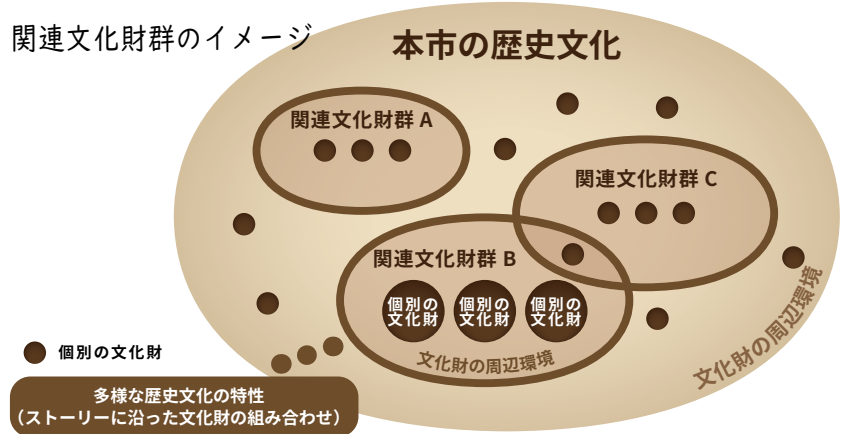 関連文化財群のイメージ
本市の歴史文化
関連文化財群 A
関連文化財群 C
関連文化財群 B
個別の
文化財
個別の
文化財
個別の
文化財
文化財の周辺環境
文化財の周辺環境
個別の文化財
多様な歴史文化の特性
（ストーリーに沿った文化財の組み合わせ）